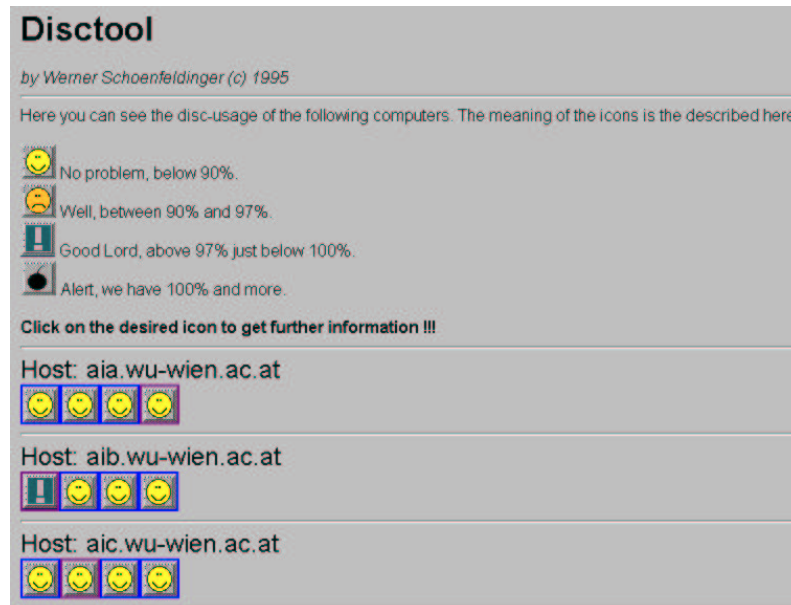 Disctool
by Werner Schoenfeldinger (c) 1995
Here you can see the disc-usage of the following computers. The meaning of the icons is the described here
No problem, below 90%.
Well, between 90% and 97%.
Good Lord, above 97% just below 100%.
Alert, we have 100% and more.
Click on the desired icon to get further information !!!
Host: aia.wu-wien.ac.at
Host: aib.wu-wien.ac.at
Host: aic.wu-wien.ac.at